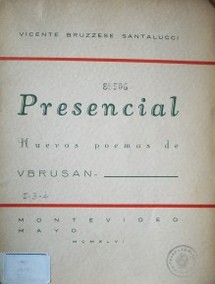 VICENTE BRUZZESE SANTALUCCI
Presencial
Nuevos poemas de
VBRUSAN-
MONTEVIDEO
MAYO
MCMXLVI